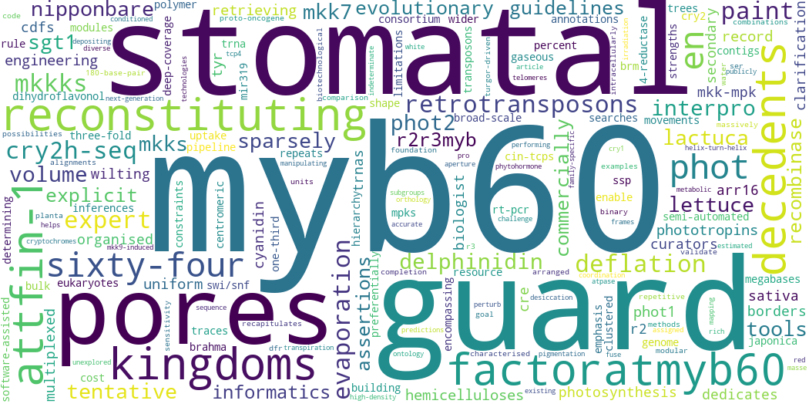 stomatal
myb60
guard
pores
kingdoms
factoratmyb60
reconstituting
sixty-four
decedents
attfin-1
phot
en
nipponbare
mkk7
evolutionary
guidelines
paints
cdfs
modules
polymer
conditioned
proto-oncogene
consortium
wider
annotations
trees
cry2
combinations
code
depositing
diverse
rule
sgt1
engineering
180-base-pair
technologies
deep-coverage
trna
tyr
tcp4
mir319
biotechnological
comparison
limitations
white
article
indeterminate
telomeres
turgor-driven
transposons
percent
gaseous
intracellularly
irradiation
brm
4-reductase
strengths
secondary
record
contigs
ser
publicly
clarification
mkkks
dihydroflavonol
next-generation
retrotransposons
mkk-mpk
interpro
shape
uptake
pipeline
phot2
broad-scale
searches
movements
massively
recombinase
possibilities
three-fold
mkks
sparsely
r2r3myb
foundation
performing
cry1
helix-turn-helix
cry2h-seq
repeats
manipulating
cin-tcps
examples
lactuca
metabolic
alignments
volume
wilting
units
hierarchy
trnas
pro
aperture
phytohormone
family-specific
commercially
enable
ssp
lettuce
arr16
explicit
inferences
constraints
centromeric
cyanidin
one-third
subgroups
orthology
mpks
accurate
biologist
rt-pcr
challenge
binary
frames
semi-automated
determining
expert
planta
helps
cryptochromes
mkk9-induced
organised
r3
phototropins
curators
validate
estimated
delphinidin
deflation
bulk
eukaryotes
uniform
swi/snf
evaporation
assertions
preferentially
completion
resource
arranged
coordination
atpase
megabases
software-assisted
multiplexed
sequence
traces
recapitulates
sensitivity
perturb
goal
encompassing
desiccation
cre
emphasis
clustered
phot1
r2
repetitive
methods
genome
mapping
rich
sativa
borders
tools
japonica
brahma
dfr
transpiration
predictions
ontology
characterised
pigmentation
fuse
assigned
modular
unexplored
cost
tentative
informatics
building
high-density
hemicelluloses
existing
photosynthesis
dedicates
red
masses